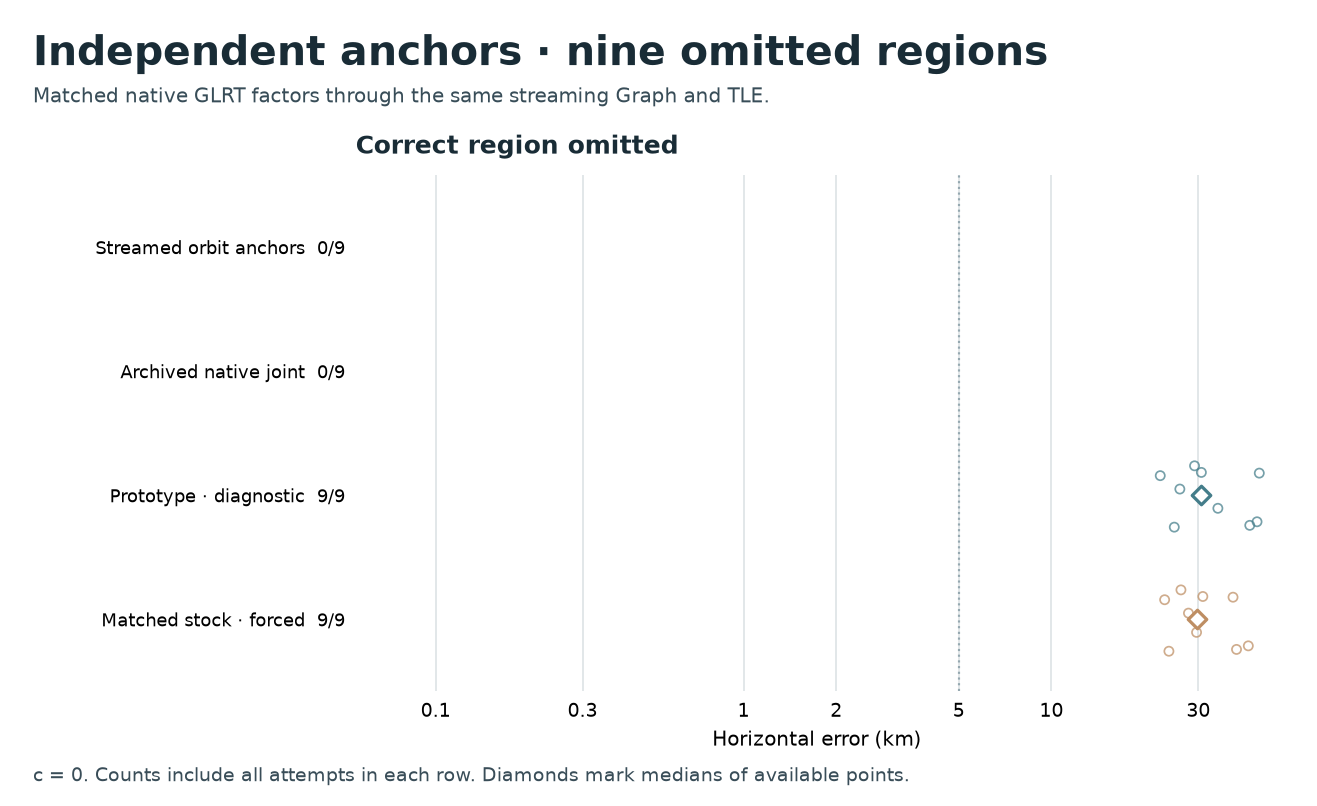 Independent anchors · nine omitted regions
Matched native GLRT factors through the same streaming Graph and TLE.
Correct region omitted
Streamed orbit anchors 0/9
Archived native joint 0/9
Prototype · diagnostic 9/9
Matched stock · forced 9/9
0.1 0.3 1 2 5 10 30
Horizontal error (km)
c = 0. Counts include all attempts in each row. Diamonds mark medians of available points.